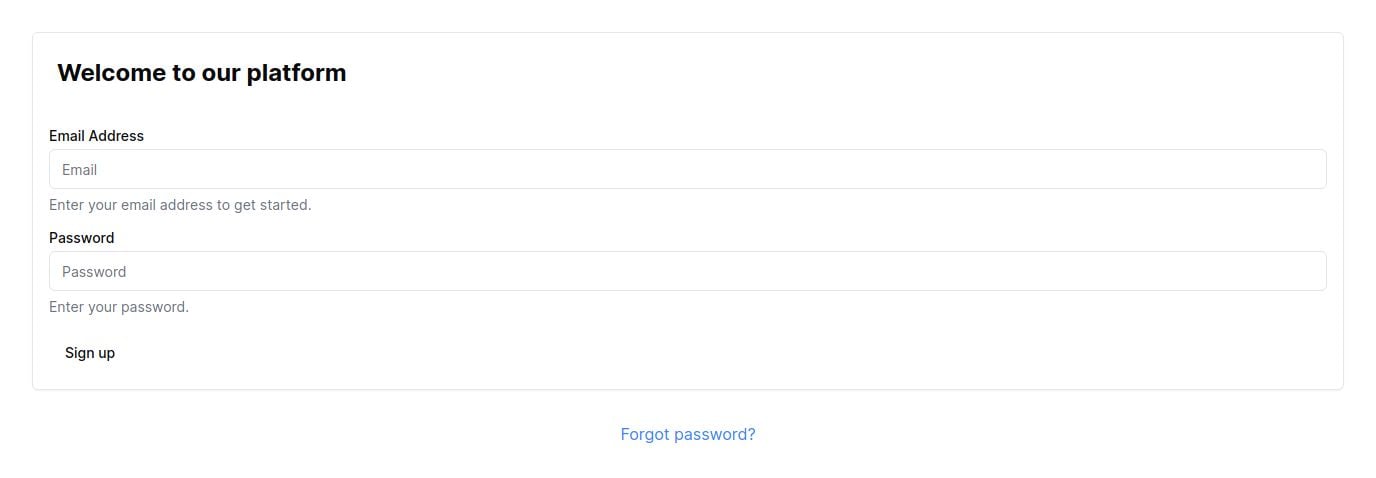 Welcome to our platform
Email Address
Email
Enter your email address to get started.
Password
Password
Enter your password.
Sign up
Forgot password?